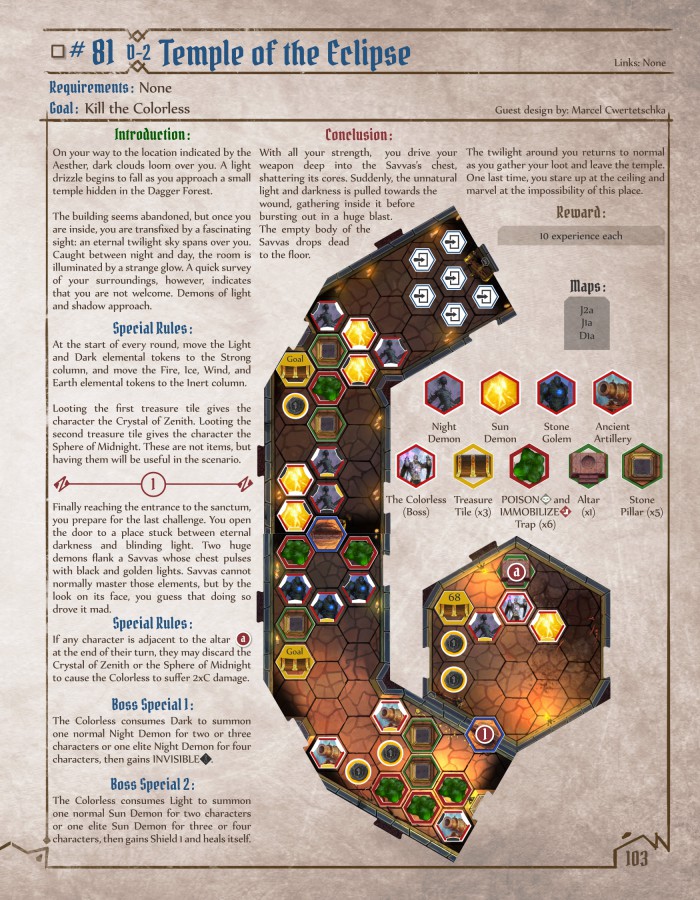 # 81 D-2 Temple of the Eclipse
Links: None
Requirements: None
Goal: Kill the Colorless
Guest design by: Marcel Cwertetschka
Introduction:
On your way to the location indicated by the
Aether, dark clouds loom over you. A light
drizzle begins to fall as you approach a small
temple hidden in the Dagger Forest.
The building seems abandoned, but once you
are inside, you are transfixed by a fascinating
sight: an eternal twilight sky spans over you.
Caught between night and day, the room is
illuminated by a strange glow. A quick survey
of your surroundings, however, indicates
that you are not welcome. Demons of light
and shadow approach.
Special Rules:
At the start of every round, move the Light
and Dark elemental tokens to the Strong
column, and move the Fire, Ice, Wind, and
Earth elemental tokens to the Inert column.
Looting the first treasure tile gives the
character the Crystal of Zenith. Looting the
second treasure tile gives the character the
Sphere of Midnight. These are not items, but
having them will be useful in the scenario.
1
Finally reaching the entrance to the sanctum,
you prepare for the last challenge. You open
the door to a place stuck between eternal
darkness and blinding light. Two huge
demons flank a Savvas whose chest pulses
with black and golden lights. Savvas cannot
normally master those elements, but by the
look on its face, you guess that doing so
drove it mad.
Special Rules:
If any character is adjacent to the altar a
at the end of their turn, they may discard the
Crystal of Zenith or the Sphere of Midnight
to cause the Colorless to suffer 2xC damage.
Boss Special 1:
The Colorless consumes Dark to summon
one normal Night Demon for two or three
characters or one elite Night Demon for four
characters, then gains INVISIBLE.
Boss Special 2:
The Colorless consumes Light to summon
one normal Sun Demon for two characters
or one elite Sun Demon for three or four
characters, then gains Shield 1 and heals itself.
Conclusion:
With all your strength, you drive your
weapon deep into the Savvas's chest,
shattering its cores. Suddenly, the unnatural
light and darkness is pulled towards the
wound, gathering inside it before
bursting out in a huge blast.
The empty body of the
Savvas drops dead
to the floor.
The twilight around you returns to normal
as you gather your loot and leave the temple.
One last time, you stare up at the ceiling and
marvel at the impossibility of this place.
Reward:
10 experience each
Maps:
J2a
J1a
D1a
Night
Demon
Sun
Demon
Stone
Golem
Ancient
Artillery
The Colorless
(Boss)
Treasure
Tile (x3)
POISON and
IMMOBILIZE
Trap (x6)
Altar
(x1)
Stone
Pillar (x5)
Goal
1
Goal
a
68
1
1
1
1
1
103